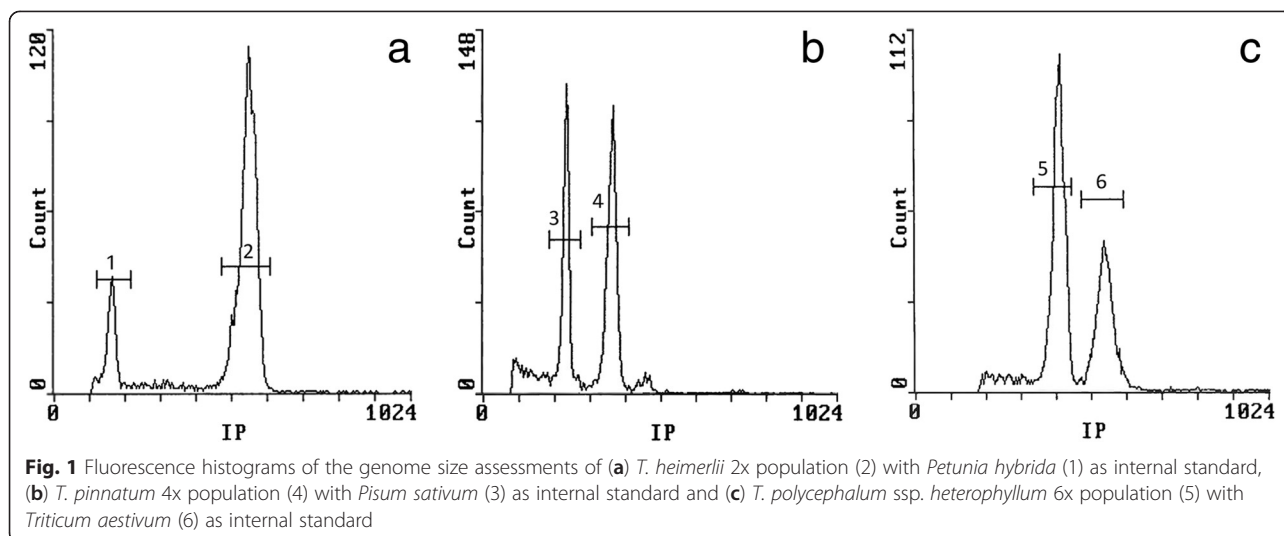 120
Count
0
1
2
a
0
IP
1024
148
Count
0
3
4
b
0
IP
1024
112
Count
0
5
6
c
0
IP
1024
Fig. 1 Fluorescence histograms of the genome size assessments of (a) T. heimerlii 2x population (2) with Petunia hybrida (1) as internal standard,
(b) T. pinnatum 4x population (4) with Pisum sativum (3) as internal standard and (c) T. polycephalum ssp. heterophyllum 6x population (5) with
Triticum aestivum (6) as internal standard